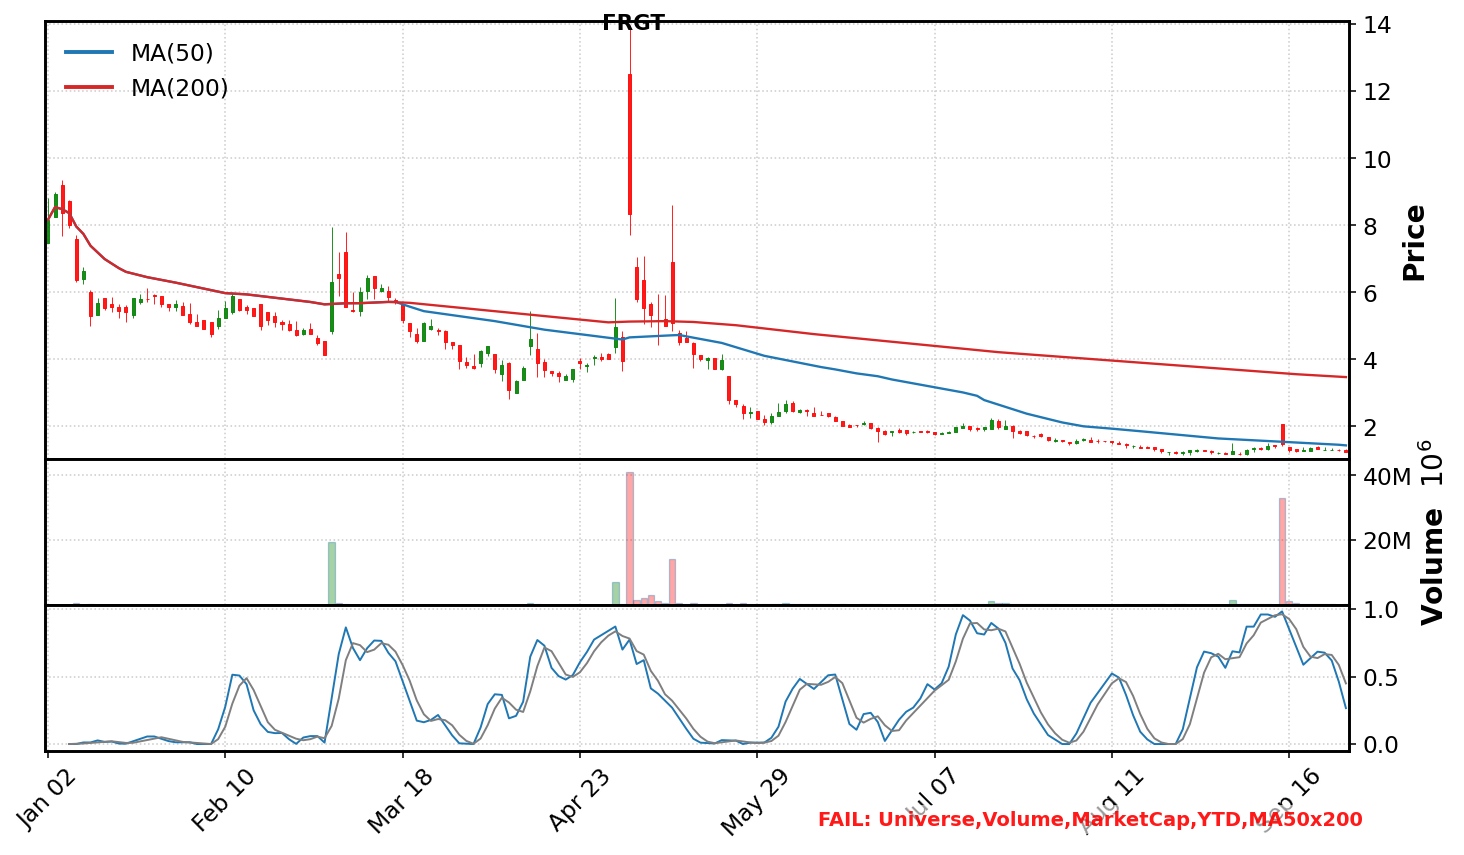 FRGT
MA(50)
MA(200)
14
12
10
8
6
4
2
Price
40M
20M
Volume 10^6
1.0
0.5
0.0
Jan 02
Feb 10
Mar 18
Apr 23
May 29
Jul 07
Aug 11
Sep 16
FAIL: Universe,Volume,MarketCap,YTD,MA50x200